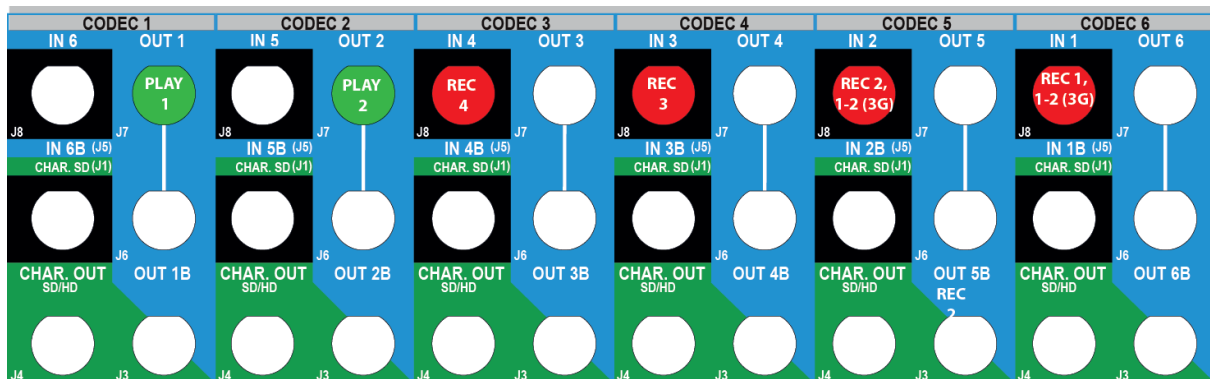 CODEC 1 CODEC 2 CODEC 3 CODEC 4 CODEC 5 CODEC 6
IN 6 OUT 1 IN 5 OUT 2 IN 4 OUT 3 IN 3 OUT 4 IN 2 OUT 5 IN 1 OUT 6
PLAY PLAY REC REC REC 2, REC 1,
1 2 4 3 1-2 (3G) 1-2 (3G)
J8 J7 J8 J7 J8 J7 J8 J7 J8 J7 J8 J7
IN 6B (J5) IN 5B (J5) IN 4B (J5) IN 3B (J5) IN 2B (J5) IN 1B (J5)
CHAR. SD (J1) CHAR. SD (J1) CHAR. SD (J1) CHAR. SD (J1) CHAR. SD (J1) CHAR. SD (J1)
J6 J6 J6 J6 J6 J6
CHAR. OUT OUT 1B CHAR. OUT OUT 2B CHAR. OUT OUT 3B CHAR. OUT OUT 4B CHAR. OUT OUT 5B CHAR. OUT OUT 6B
SD/HD SD/HD SD/HD SD/HD SD/HD SD/HD
REC
2
J4 J3 J4 J3 J4 J3 J4 J3 J4 J3 J4 J3